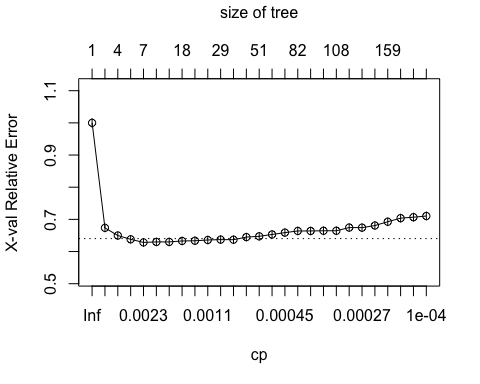 size of tree
1 4 7 18 29 51 82 108 159
X-val Relative Error
1.1
0.9
0.7
0.5
Inf 0.0023 0.0011 0.00045 0.00027 1e-04
cp